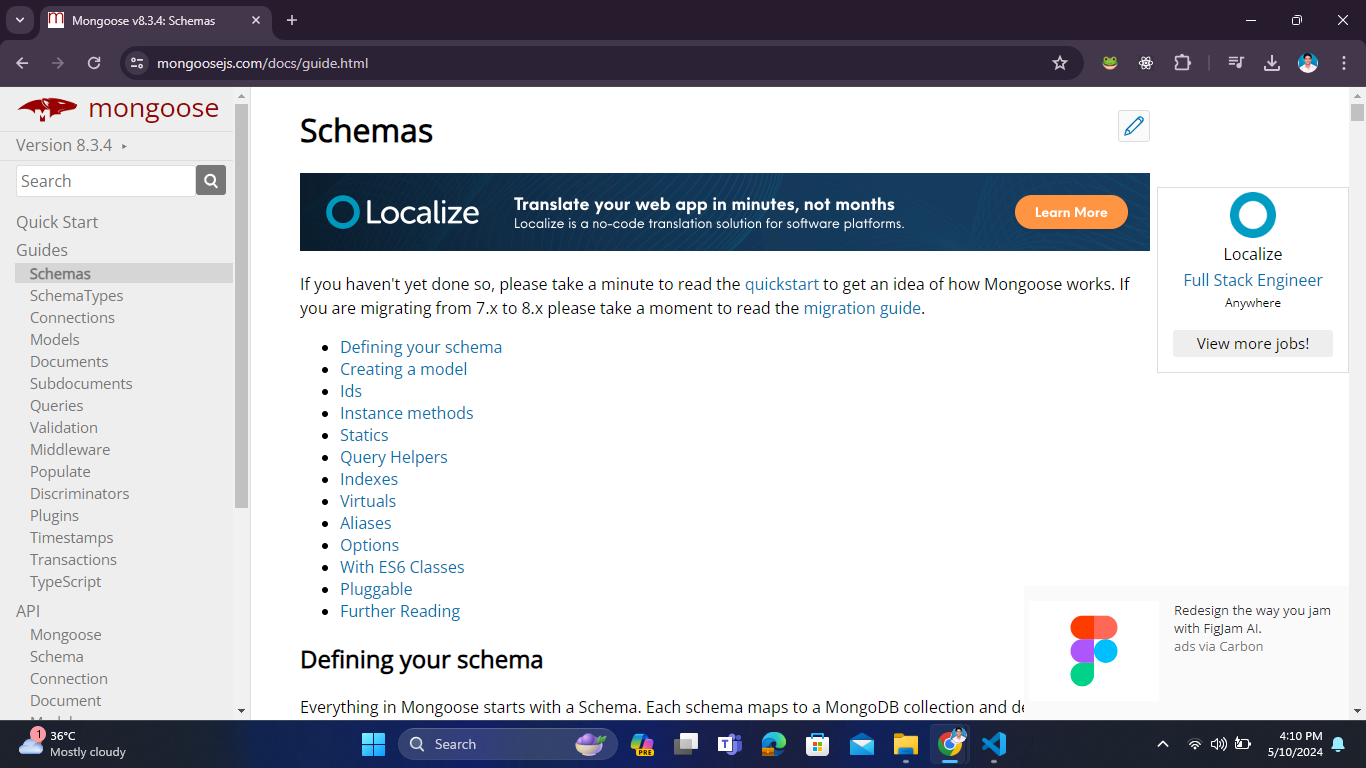 Mongoose v8.3.4: Schemas
mongoosejs.com/docs/guide.html
mongoose
Version 8.3.4
Search
Quick Start
Guides
Schemas
SchemaTypes
Connections
Models
Documents
Subdocuments
Queries
Validation
Middleware
Populate
Discriminators
Plugins
Timestamps
Transactions
TypeScript
API
Mongoose
Schema
Connection
Document
Schemas
Localize
Translate your web app in minutes, not months
Localize is a no-code translation solution for software platforms.
Learn More
If you haven't yet done so, please take a minute to read the quickstart to get an idea of how Mongoose works. If
you are migrating from 7.x to 8.x please take a moment to read the migration guide.
Defining your schema
Creating a model
Ids
Instance methods
Statics
Query Helpers
Indexes
Virtuals
Aliases
Options
With ES6 Classes
Pluggable
Further Reading
Defining your schema
Everything in Mongoose starts with a Schema. Each schema maps to a MongoDB collection and
Localize
Full Stack Engineer
Anywhere
View more jobs!
Redesign the way you jam
with FigJam AI.
ads via Carbon
1
36°C
Mostly cloudy
Search
PRE
4:10 PM
5/10/2024